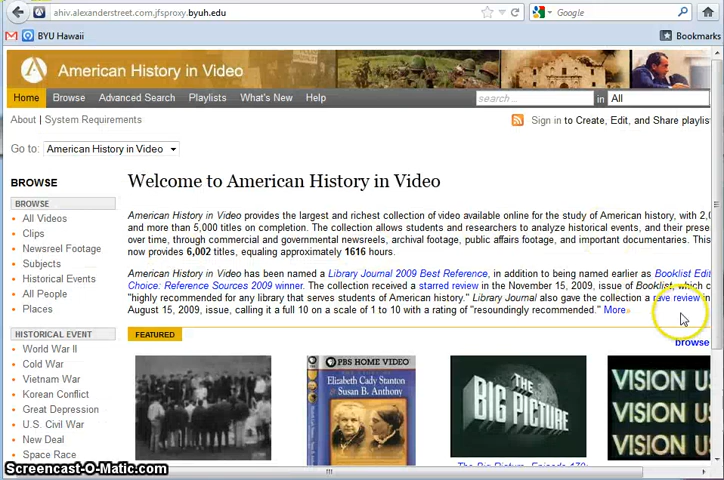 ahiv.alexanderstreet.com.jfsproxy.byuh.edu
Google
BYU Hawaii
Bookmarks
American History in Video
Home Browse Advanced Search Playlists What's New Help
search ... in All
About | System Requirements
Sign in to Create, Edit, and Share playlis
Go to: American History in Video
BROWSE
BROWSE
All Videos
Clips
Newsreel Footage
Subjects
Historical Events
All People
Places
HISTORICAL EVENT
World War II
Cold War
Vietnam War
Korean Conflict
Great Depression
U.S. Civil War
New Deal
Space Race
Welcome to American History in Video
American History in Video provides the largest and richest collection of video available online for the study of American history, with 2,0
and more than 5,000 titles on completion. The collection allows students and researchers to analyze historical events, and their prese
over time, through commercial and governmental newsreels, archival footage, public affairs footage, and important documentaries. This
now provides 6,002 titles, equaling approximately 1616 hours.
American History in Video has been named a Library Journal 2009 Best Reference, in addition to being named earlier as Booklist Edit
Choice: Reference Sources 2009 winner. The collection received a starred review in the November 15, 2009, issue of Booklist, which c
"highly recommended for any library that serves students of American history." Library Journal also gave the collection a rave review in
August 15, 2009, issue, calling it a full 10 on a scale of 1 to 10 with a rating of "resoundingly recommended." More»
FEATURED
browse
PBS HOME VIDEO
Elizabeth Cady Stanton
& Susan B. Anthony
THE
BIG PICTURE
The Big Picture, Episode 170:
VISION US
VISION US
VISION US
Screencast-O-Matic.com